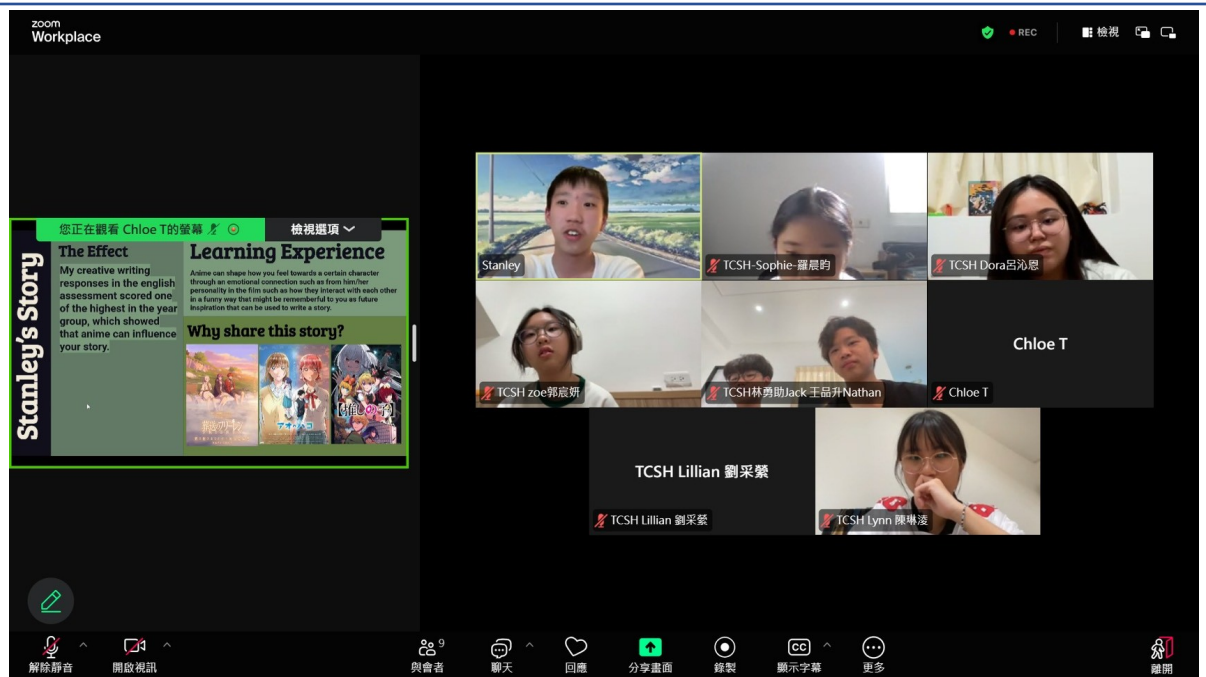 zoom
Workplace
REC
檢視
您正在觀看 Chloe T的螢幕
檢視選項
Stanley's Story
The Effect
My creative writing
responses in the english
assessment scored one
of the highest in the year
group, which showed
that anime can influence
your story.
Learning Experience
Anime can shape how you feel towards a certain character
through an emotional connection such as from him/her
personality in the film such as how they interact with each other
in a funny way that might be rememberful to you as future
inspiration that can be used to write a story.
Why share this story?
アオのハコ
【推しの子】
Stanley
TCSH-Sophie-羅晨昀
TCSH Dora呂沁恩
TCSH zoe郭宸妍
TCSH林勇助Jack 王品升Nathan
Chloe T
Chloe T
TCSH Lillian 劉采縈
TCSH Lillian 劉采縈
TCSH Lynn 陳琳淩
解除靜音
開啟視訊
9
與會者
聊天
回應
分享畫面
錄製
CC
顯示字幕
更多
離開